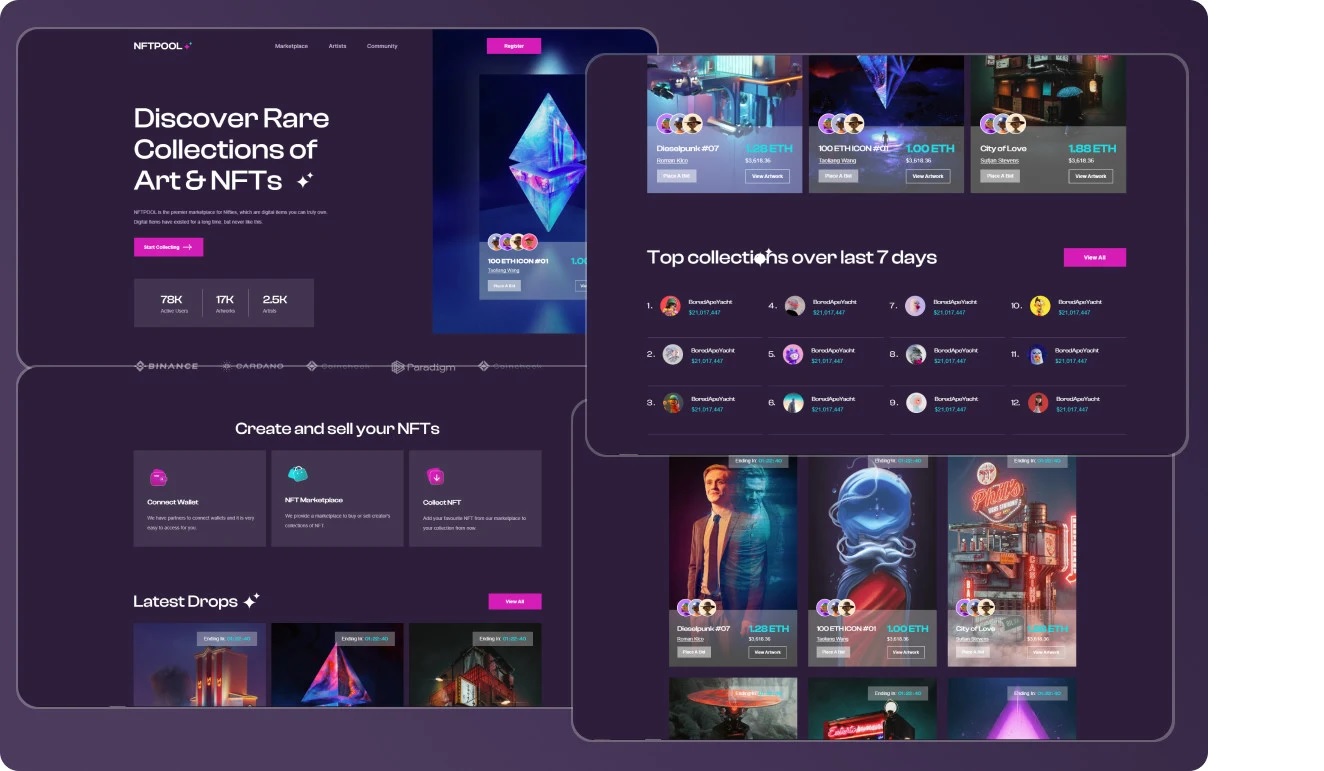 NFTPOOL
Marketplace
Artists
Community
Register
Discover Rare
Collections of
Art & NFTs
NFTPOOL is the premier marketplace for Nifties, which are digital items you can truly own.
Digital Items have existed for a long time, but never like this.
Start Collecting
78K
Active Users
17K
Artworks
2.5K
Artists
100 ETH ICON #01
Taoliang Wang
Place A Bid
BINANCE
CARDANO
Coincheck
Paradigm
Coincheck
Create and sell your NFTs
Connect Wallet
We have partners to connect wallets and it is very
easy to access for you.
NFT Marketplace
We provide a marketplace to buy or sell creator's
collections of NFT.
Collect NFT
Add your favourite NFT from our marketplace to
your collection from now.
Latest Drops
View All
Ending In: 01:22:40
Ending In: 01:22:40
Ending In: 01:22:40
Dieselpunk #07
1.28 ETH
Roman Klco
$3,618.36
Place A Bid
View Artwork
100 ETH ICON #01
1.00 ETH
Taoliang Wang
$3,618.36
Place A Bid
View Artwork
City of Love
1.88 ETH
Sultan Stevens
$3,618.36
Place A Bid
View Artwork
Top collections over last 7 days
View All
1. BoredApeYacht
$21,017,447
4. BoredApeYacht
$21,017,447
7. BoredApeYacht
$21,017,447
10. BoredApeYacht
$21,017,447
2. BoredApeYacht
$21,017,447
5. BoredApeYacht
$21,017,447
8. BoredApeYacht
$21,017,447
11. BoredApeYacht
$21,017,447
3. BoredApeYacht
$21,017,447
6. BoredApeYacht
$21,017,447
9. BoredApeYacht
$21,017,447
12. BoredApeYacht
$21,017,447
Ending In: 01:22:40
Ending In: 01:22:40
Ending In: 01:22:40
Phil's
CASINO
Dieselpunk #07
1.28 ETH
Roman Klco
$3,618.36
Place A Bid
View Artwork
100 ETH ICON #01
1.00 ETH
Taoliang Wang
$3,618.36
Place A Bid
View Artwork
City of Love
1.88 ETH
Sultan Stevens
$3,618.36
Place A Bid
View Artwork
Ending In: 01:22:40
Ending In: 01:22:40
Ending In: 01:22:40